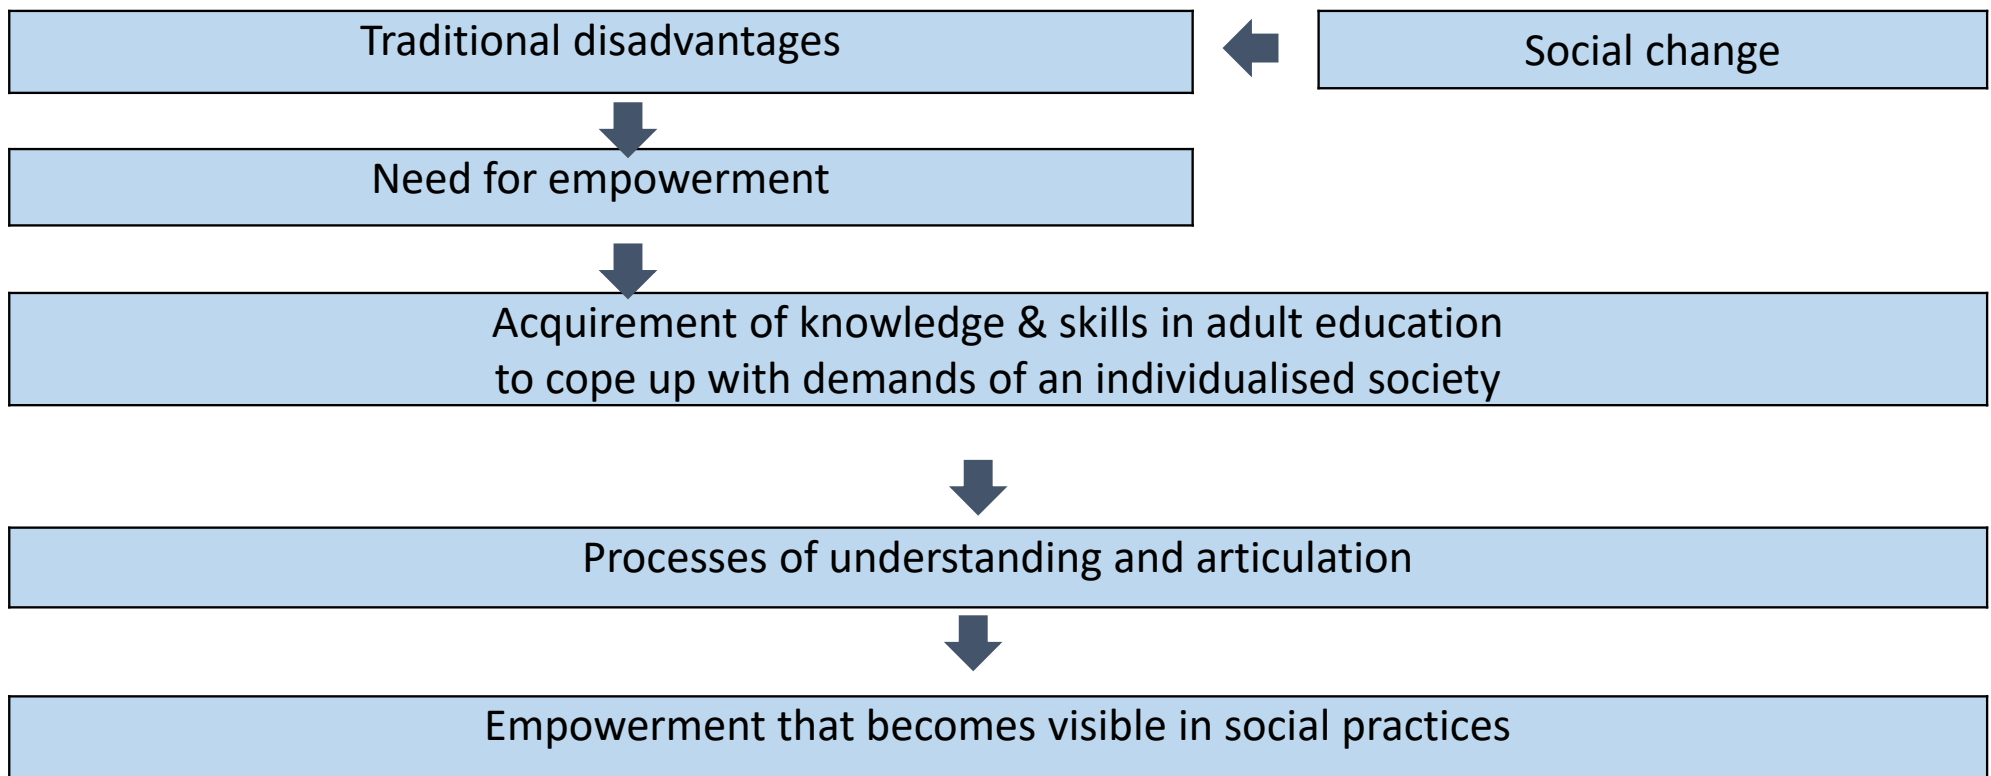 Traditional disadvantages
Social change
Need for empowerment
Acquirement of knowledge & skills in adult education
to cope up with demands of an individualised society
Processes of understanding and articulation
Empowerment that becomes visible in social practices